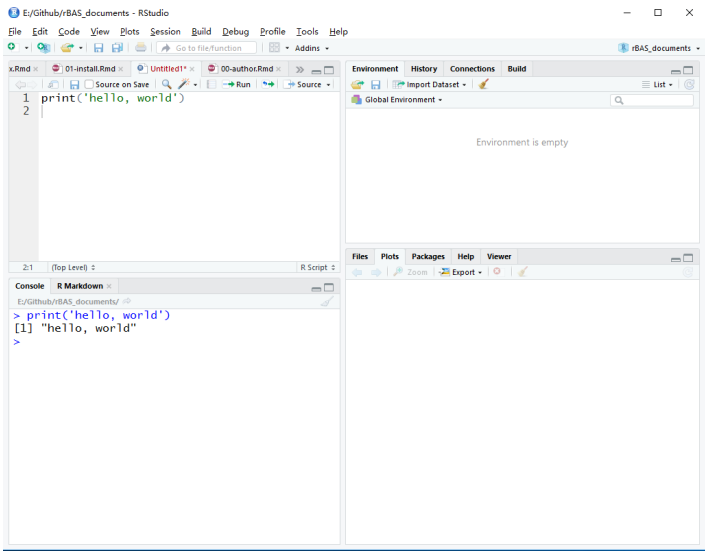 E:/Github/rBAS_documents - RStudio
File Edit Code View Plots Session Build Debug Profile Tools Help
Go to file/function Addins rBAS_documents
x.Rmd 01-install.Rmd Untitled1* 00-author.Rmd
Source on Save Run Source
1 print('hello, world')
2
2:1 (Top Level) R Script
Console R Markdown
E:/Github/rBAS_documents/
> print('hello, world')
[1] "hello, world"
>
Environment History Connections Build
Import Dataset List
Global Environment
Environment is empty
Files Plots Packages Help Viewer
Zoom Export